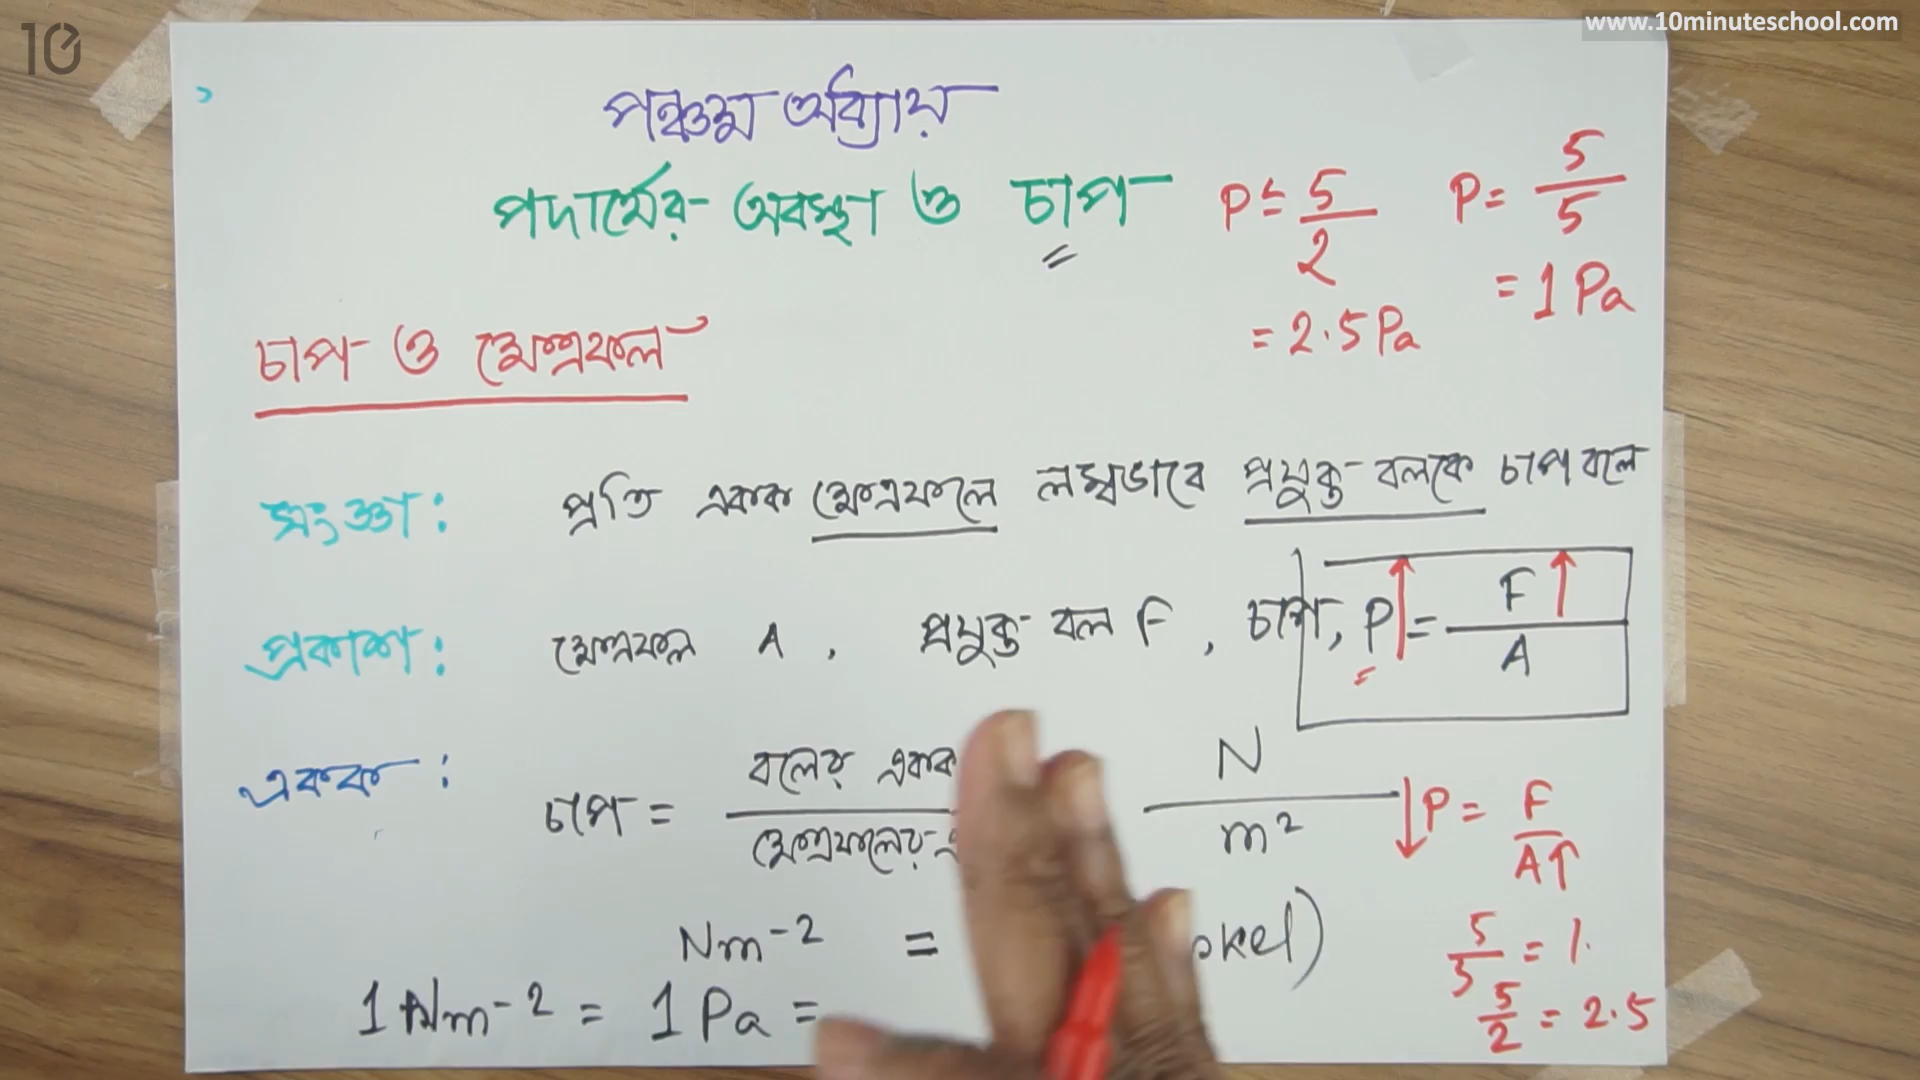 10
www.10minuteschool.com
পঞ্চম অধ্যায়
পদার্থের অবস্থা ও চাপ
P = 5/2
= 2.5 Pa
P = 5/5
= 1 Pa
চাপ ও ক্ষেত্রফল
সংজ্ঞা : প্রতি একক ক্ষেত্রফলে লম্বভাবে প্রযুক্ত বলকে চাপ বলে
প্রকাশ : ক্ষেত্রফল A , প্রযুক্ত বল F , চাপ, P = F/A
একক : চাপ = বলের একক / ক্ষেত্রফলের N/m²
↓P = F/A↑
Nm⁻² =
1 Nm⁻² = 1 Pa =
5/5 = 1.
5/2 = 2.5